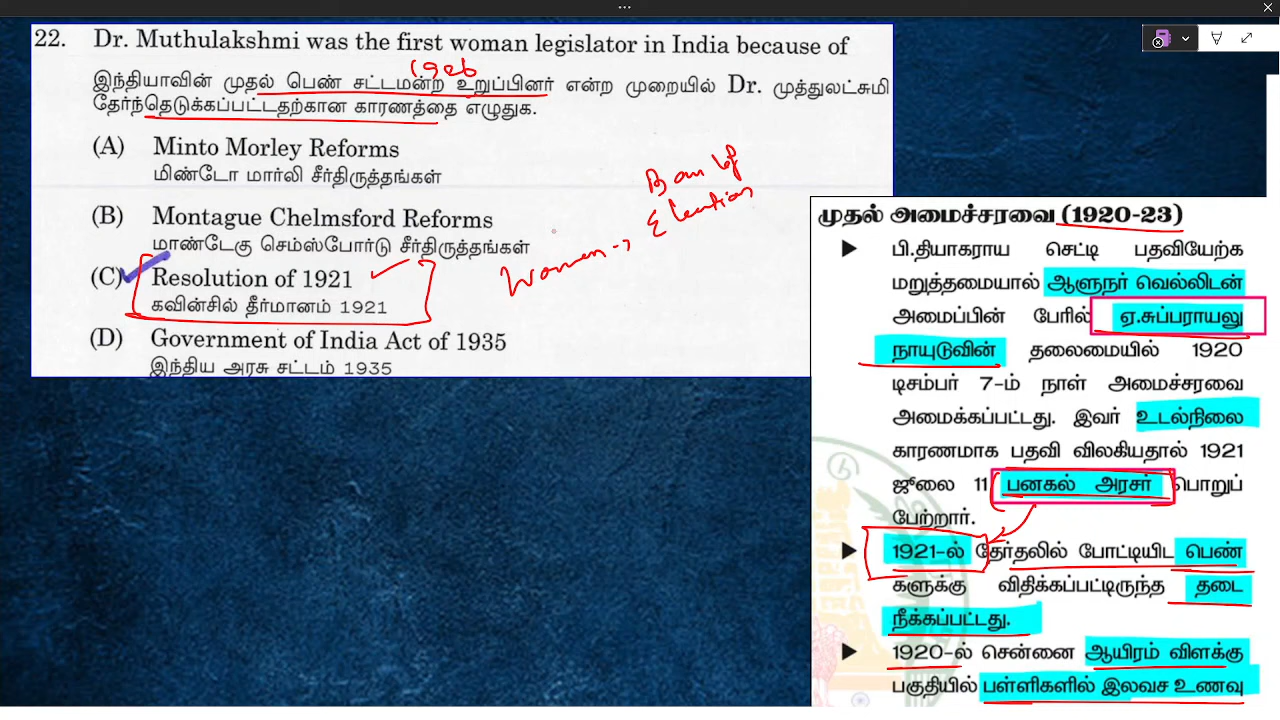 22. Dr. Muthulakshmi was the first woman legislator in India because of
1926
இந்தியாவின் முதல் பெண் சட்டமன்ற உறுப்பினர் என்ற முறையில் Dr. முத்துலட்சுமி
தேர்ந்தெடுக்கப்பட்டதற்கான காரணத்தை எழுதுக.
(A) Minto Morley Reforms
மிண்டோ மார்லி சீர்திருத்தங்கள்
(B) Montague Chelmsford Reforms
மாண்டேகு செம்ஸ்போர்டு சீர்திருத்தங்கள்
(C) Resolution of 1921
கவின்சில் தீர்மானம் 1921
(D) Government of India Act of 1935
இந்திய அரசு சட்டம் 1935
Women
Election
முதல் அமைச்சரவை (1920-23)
பி.தியாகராய செட்டி பதவியேற்க
மறுத்தமையால் ஆளுநர் வெல்லிடன்
அமைப்பின் பேரில் ஏ.சுப்பராயலு
நாயுடுவின் தலைமையில் 1920
டிசம்பர் 7-ம் நாள் அமைச்சரவை
அமைக்கப்பட்டது. இவர் உடல்நிலை
காரணமாக பதவி விலகியதால் 1921
ஜூலை 11 பனகல் அரசர் பொறுப்
பேற்றார்.
1921-ல் தேர்தலில் போட்டியிட பெண்
களுக்கு விதிக்கப்பட்டிருந்த தடை
நீக்கப்பட்டது.
1920-ல் சென்னை ஆயிரம் விளக்கு
பகுதியில் பள்ளிகளில் இலவச உணவு